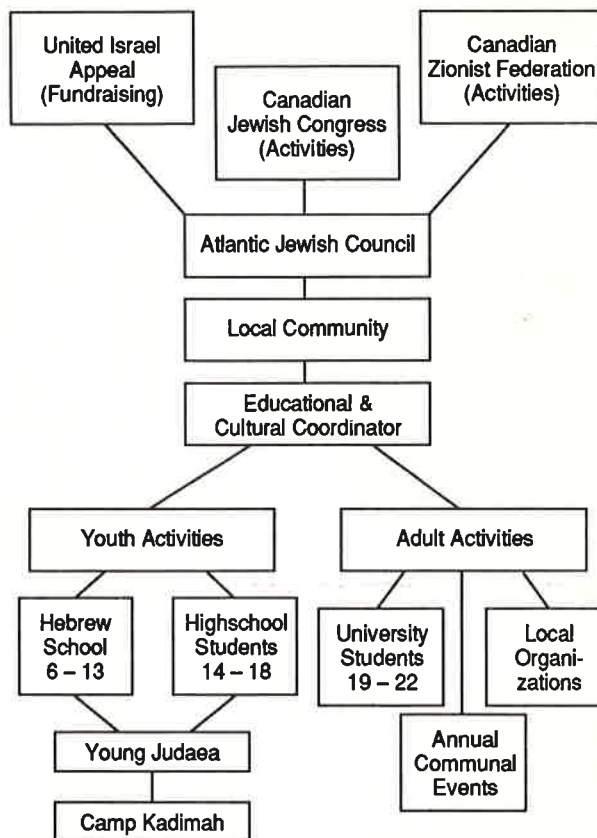 United Israel
Appeal
(Fundraising)
Canadian
Jewish Congress
(Activities)
Canadian
Zionist Federation
(Activities)
Atlantic Jewish Council
Local Community
Educational &
Cultural Coordinator
Youth Activities
Adult Activities
Hebrew
School
6 – 13
Highschool
Students
14 – 18
University
Students
19 – 22
Local
Organi-
zations
Annual
Communal
Events
Young Judaea
Camp Kadimah